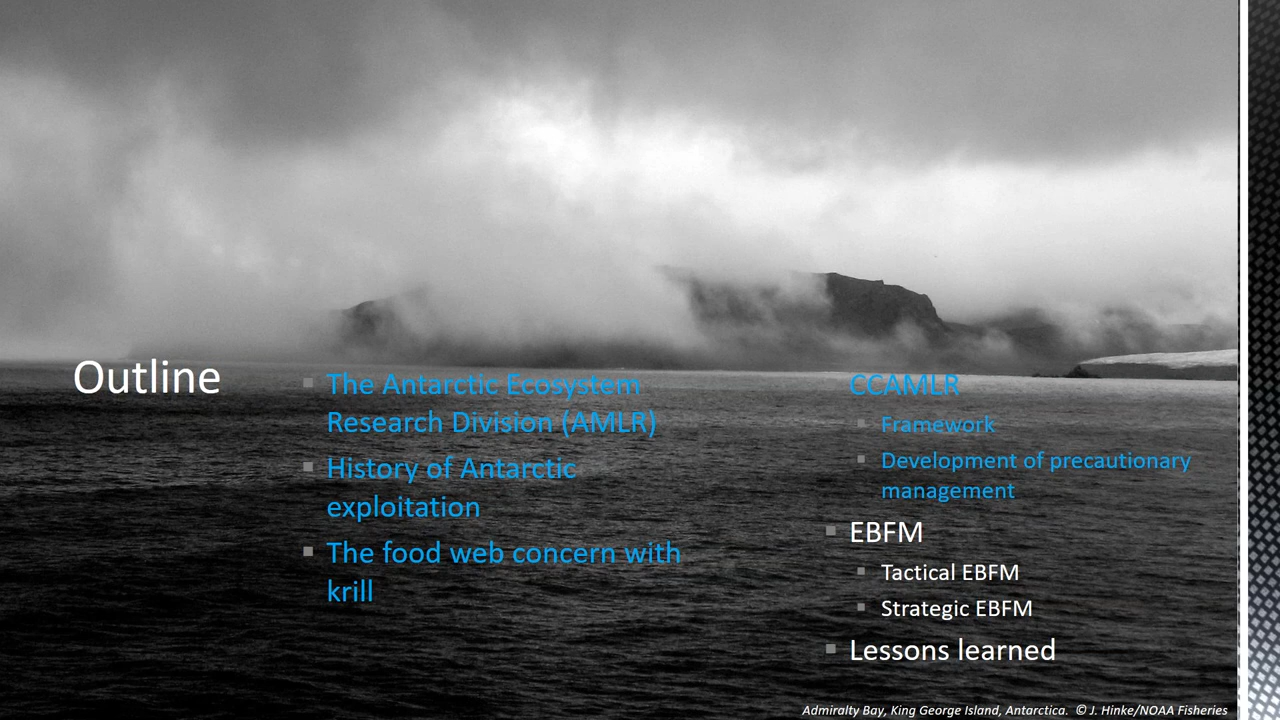 Outline
The Antarctic Ecosystem
Research Division (AMLR)
History of Antarctic
exploitation
The food web concern with
krill
CCAMLR
Framework
Development of precautionary
management
EBFM
Tactical EBFM
Strategic EBFM
Lessons learned
Admiralty Bay, King George Island, Antarctica. © J. Hinke/NOAA Fisheries